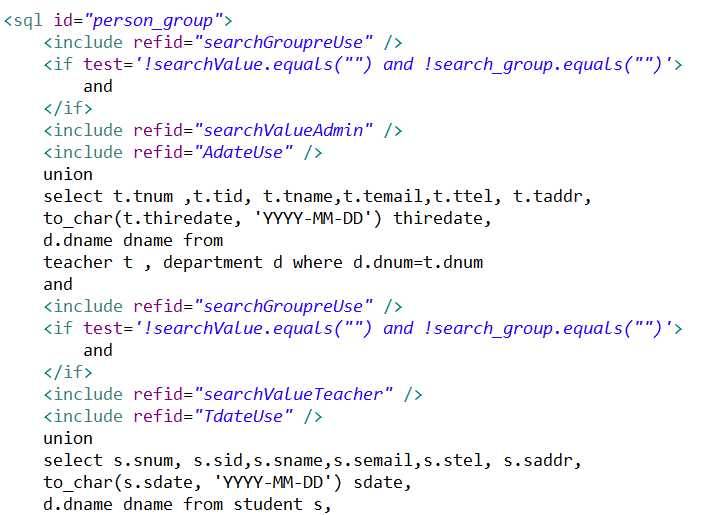 <sql id="person_group">
<include refid="searchGroupreUse" />
<if test='!searchValue.equals("") and !search_group.equals("")'>
and
</if>
<include refid="searchValueAdmin" />
<include refid="AdateUse" />
union
select t.tnum ,t.tid, t.tname,t.temail,t.ttel, t.taddr,
to_char(t.thiredate, 'YYYY-MM-DD') thiredate,
d.dname dname from
teacher t , department d where d.dnum=t.dnum
and
<include refid="searchGroupreUse" />
<if test='!searchValue.equals("") and !search_group.equals("")'>
and
</if>
<include refid="searchValueTeacher" />
<include refid="TdateUse" />
union
select s.snum, s.sid,s.sname,s.semail,s.stel, s.saddr,
to_char(s.sdate, 'YYYY-MM-DD') sdate,
d.dname dname from student s,